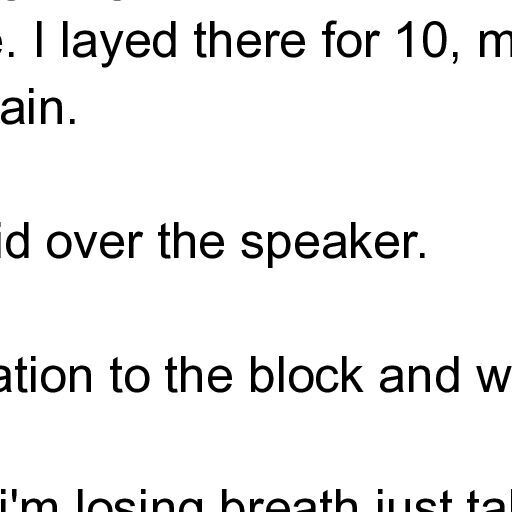 . I layed there for 10,
ain.
id over the speaker.
ation to the block and w
i'm losing breath just tal